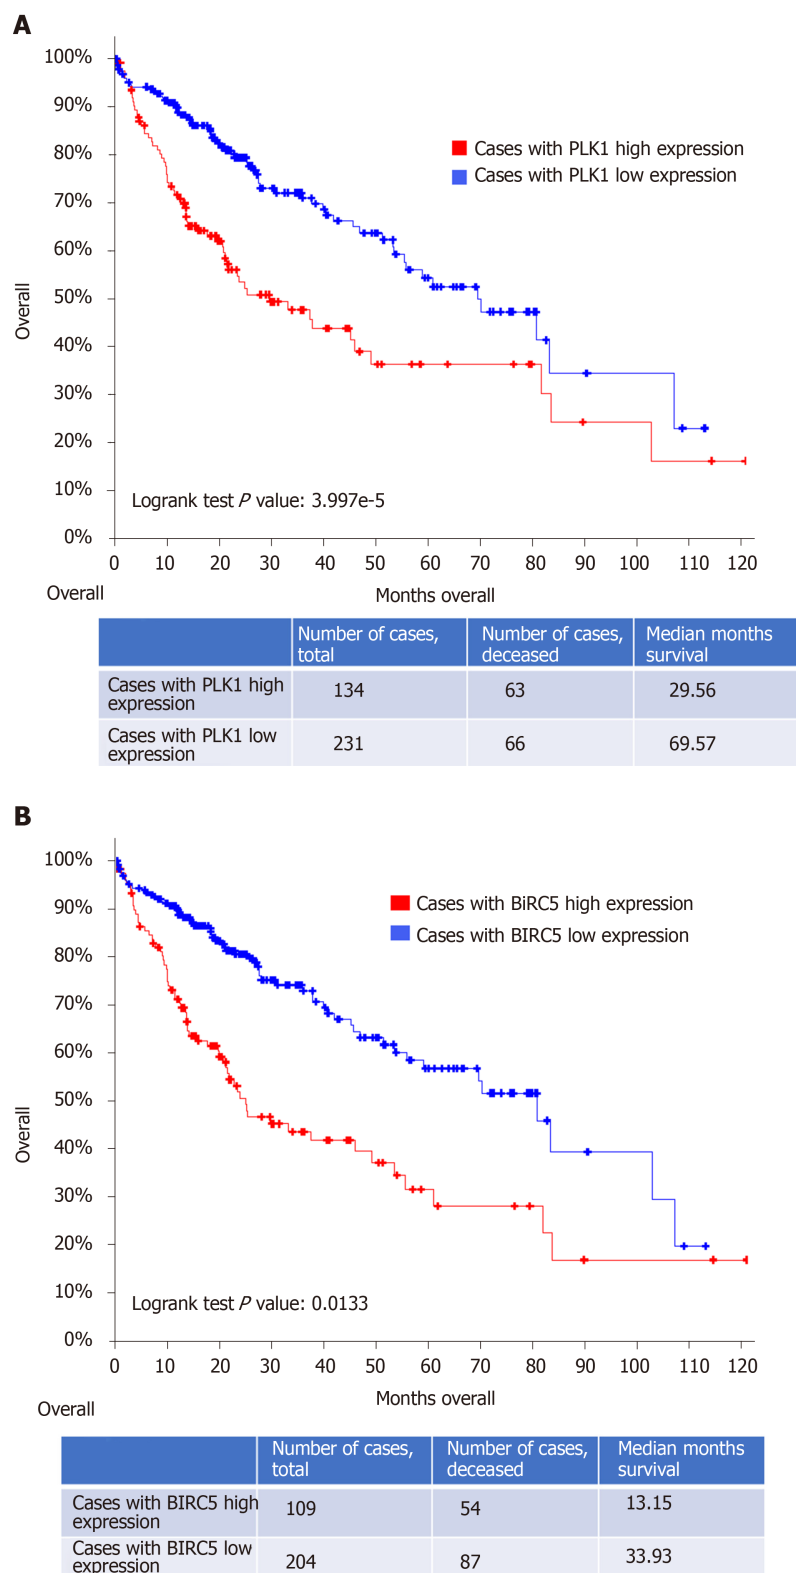 A
100%
90%
80%
70%
60%
50%
40%
30%
20%
10%
0%
Overall
Cases with PLK1 high expression
Cases with PLK1 low expression
Logrank test P value: 3.997e-5
0 10 20 30 40 50 60 70 80 90 100 110 120
Overall
Months overall
Number of cases, total
Number of cases, deceased
Median months survival
Cases with PLK1 high expression
134
63
29.56
Cases with PLK1 low expression
231
66
69.57
B
100%
90%
80%
70%
60%
50%
40%
30%
20%
10%
0%
Overall
Cases with BiRC5 high expression
Cases with BIRC5 low expression
Logrank test P value: 0.0133
0 10 20 30 40 50 60 70 80 90 100 110 120
Months overall
Overall
Number of cases, total
Number of cases, deceased
Median months survival
Cases with BIRC5 high expression
109
54
13.15
Cases with BIRC5 low expression
204
87
33.93